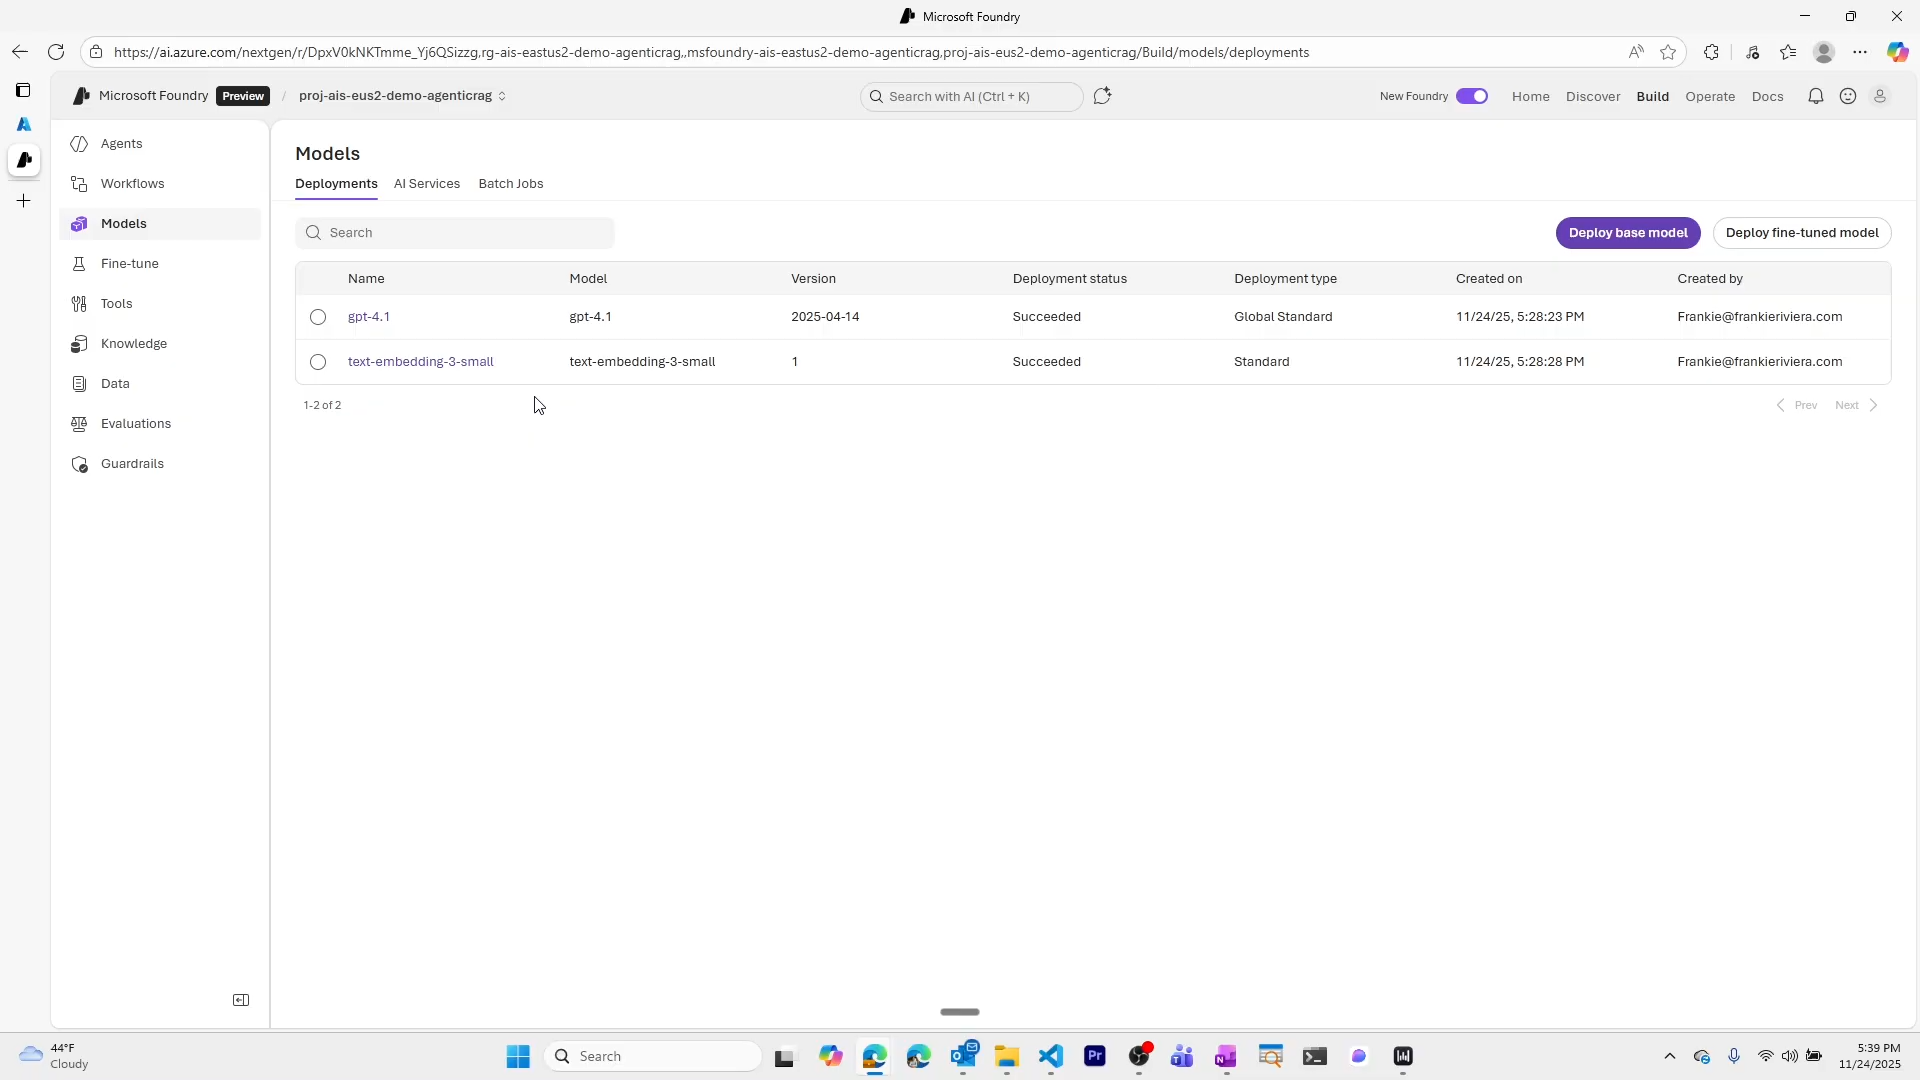 Microsoft Foundry
https://ai.azure.com/nextgen/r/DpxV0kNKTmme_Yj6QSizzg,rg-ais-eastus2-demo-agenticrag,,msfoundry-ais-eastus2-demo-agenticrag,proj-ais-eus2-demo-agenticrag/Build/models/deployments
Microsoft Foundry Preview / proj-ais-eus2-demo-agenticrag Search with AI (Ctrl + K) New Foundry Home Discover Build Operate Docs
Agents
Workflows
Models
Fine-tune
Tools
Knowledge
Data
Evaluations
Guardrails
Models
Deployments AI Services Batch Jobs
Search Deploy base model Deploy fine-tuned model
Name Model Version Deployment status Deployment type Created on Created by
gpt-4.1 gpt-4.1 2025-04-14 Succeeded Global Standard 11/24/25, 5:28:23 PM Frankie@frankieriviera.com
text-embedding-3-small text-embedding-3-small 1 Succeeded Standard 11/24/25, 5:28:28 PM Frankie@frankieriviera.com
1-2 of 2 Prev Next
44°F
Cloudy
Search
Pr
5:39 PM
11/24/2025